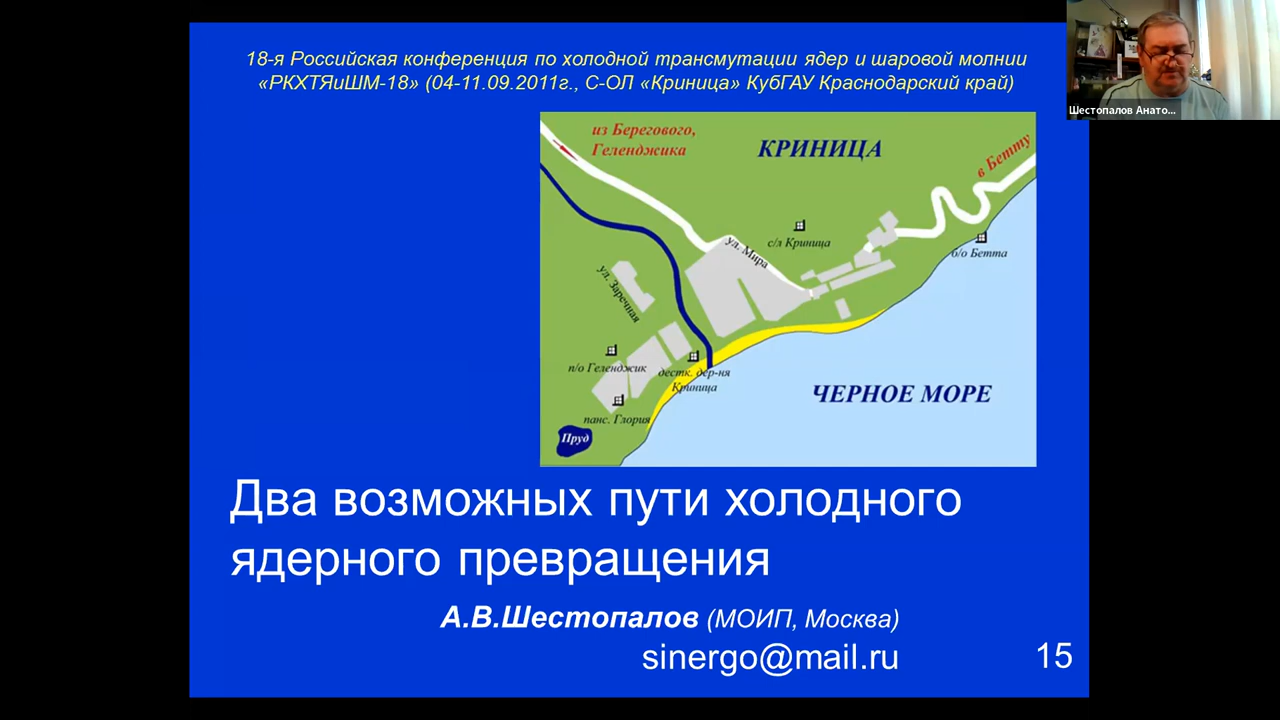 18-я Российская конференция по холодной трансмутации ядер и шаровой молнии
«РКХТЯиШМ-18» (04-11.09.2011г., С-ОЛ «Криница» КубГАУ Краснодарский край)
Шестопалов Анато...
из Берегового,
Геленджика
КРИНИЦА
в Бетту
ул. Мира
с/л Криница
б/о Бетта
ул. Заречная
п/о Геленджик
дестк. дер-ня
Криница
панс. Глория
ЧЕРНОЕ МОРЕ
Пруд
Два возможных пути холодного
ядерного превращения
А.В.Шестопалов (МОИП, Москва)
sinergo@mail.ru
15